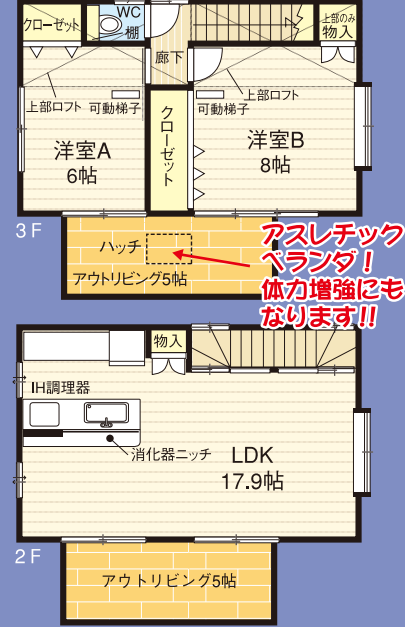 クローゼット
WC
棚
廊下
上部のみ
物入
上部ロフト
可動梯子
可動梯子
上部ロフト
洋室A
6帖
クローゼット
洋室B
8帖
3F
ハッチ
アウトリビング5帖
アスレチック
ベランダ！
体力増強にも
なります!!
物入
IH調理器
消化器ニッチ
LDK
17.9帖
2F
アウトリビング5帖